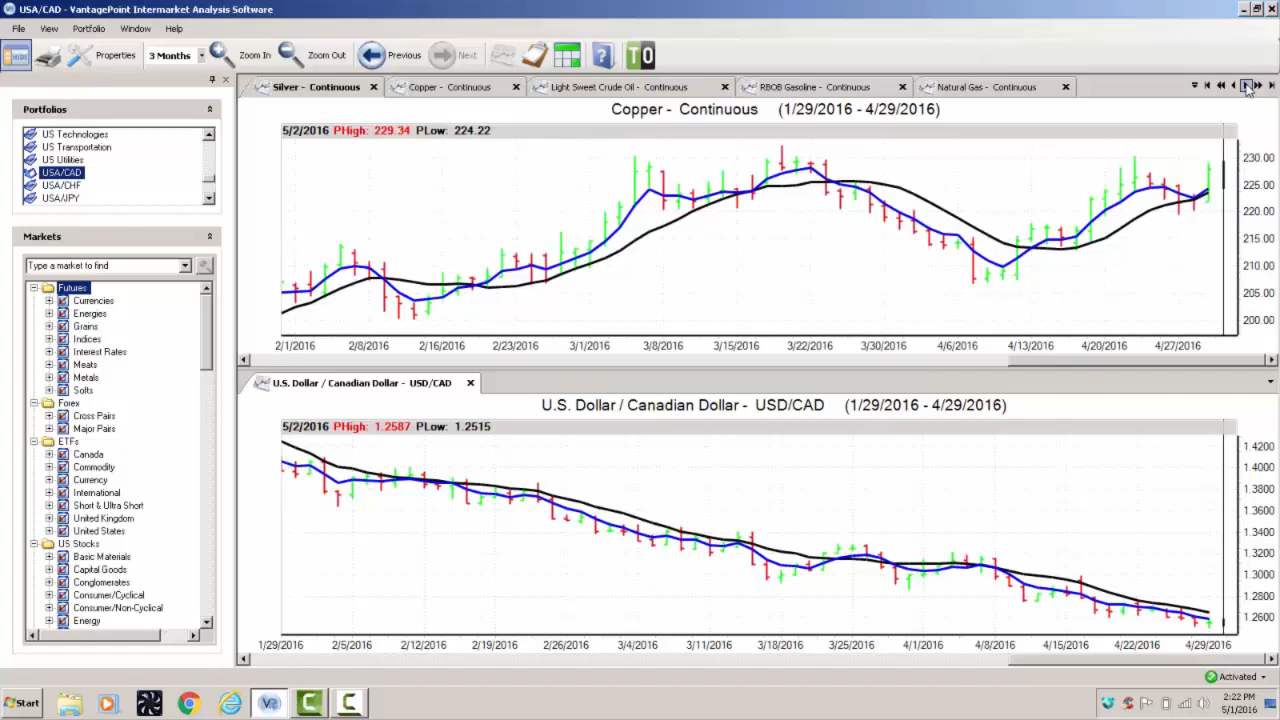 USA/CAD - VantagePoint Intermarket Analysis Software
File View Portfolio Window Help
Properties 3 Months Zoom In Zoom Out Previous Next TO
Portfolios
US Technologies
US Transportation
US Utilities
USA/CAD
USA/CHF
USA/JPY
Markets
Type a market to find
Futures
Currencies
Energies
Grains
Indices
Interest Rates
Meats
Metals
Softs
Forex
Cross Pairs
Major Pairs
ETFs
Canada
Commodity
Currency
International
Short & Ultra Short
United Kingdom
United States
US Stocks
Basic Materials
Capital Goods
Conglomerates
Consumer/Cyclical
Consumer/Non-Cyclical
Energy
Silver - Continuous Copper - Continuous Light Sweet Crude Oil - Continuous RBOB Gasoline - Continuous Natural Gas - Continuous
Copper - Continuous (1/29/2016 - 4/29/2016)
5/2/2016 PHigh: 229.34 PLow: 224.22
230.00
225.00
220.00
215.00
210.00
205.00
200.00
2/1/2016 2/8/2016 2/16/2016 2/23/2016 3/1/2016 3/8/2016 3/15/2016 3/22/2016 3/30/2016 4/6/2016 4/13/2016 4/20/2016 4/27/2016
U.S. Dollar / Canadian Dollar - USD/CAD
U.S. Dollar / Canadian Dollar - USD/CAD (1/29/2016 - 4/29/2016)
5/2/2016 PHigh: 1.2587 PLow: 1.2515
1.4200
1.4000
1.3800
1.3600
1.3400
1.3200
1.3000
1.2800
1.2600
1/29/2016 2/5/2016 2/12/2016 2/19/2016 2/26/2016 3/4/2016 3/11/2016 3/18/2016 3/25/2016 4/1/2016 4/8/2016 4/15/2016 4/22/2016 4/29/2016
Activated
Start
2:22 PM
5/1/2016